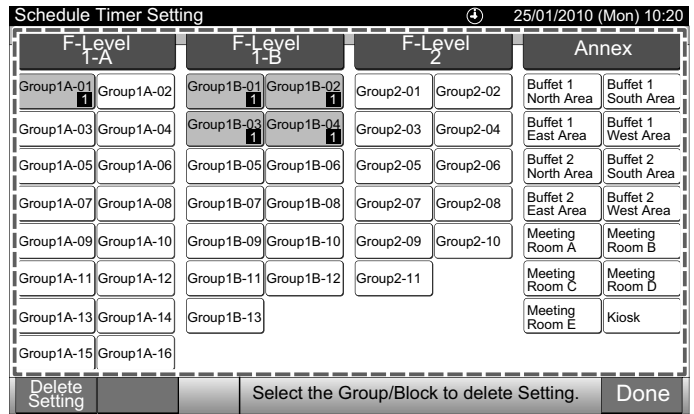 Schedule Timer Setting 25/01/2010 (Mon) 10:20
F-Level
1-A
F-Level
1-B
F-Level
2
Annex
Group1A-01 1 Group1A-02
Group1B-01 1 Group1B-02 1
Group2-01 Group2-02
Buffet 1
North Area
Buffet 1
South Area
Group1A-03 Group1A-04
Group1B-03 1 Group1B-04 1
Group2-03 Group2-04
Buffet 1
East Area
Buffet 1
West Area
Group1A-05 Group1A-06
Group1B-05 Group1B-06
Group2-05 Group2-06
Buffet 2
North Area
Buffet 2
South Area
Group1A-07 Group1A-08
Group1B-07 Group1B-08
Group2-07 Group2-08
Buffet 2
East Area
Buffet 2
West Area
Group1A-09 Group1A-10
Group1B-09 Group1B-10
Group2-09 Group2-10
Meeting
Room A
Meeting
Room B
Group1A-11 Group1A-12
Group1B-11 Group1B-12
Group2-11
Meeting
Room C
Meeting
Room D
Group1A-13 Group1A-14
Group1B-13
Meeting
Room E
Kiosk
Group1A-15 Group1A-16
Delete
Setting
Select the Group/Block to delete Setting.
Done